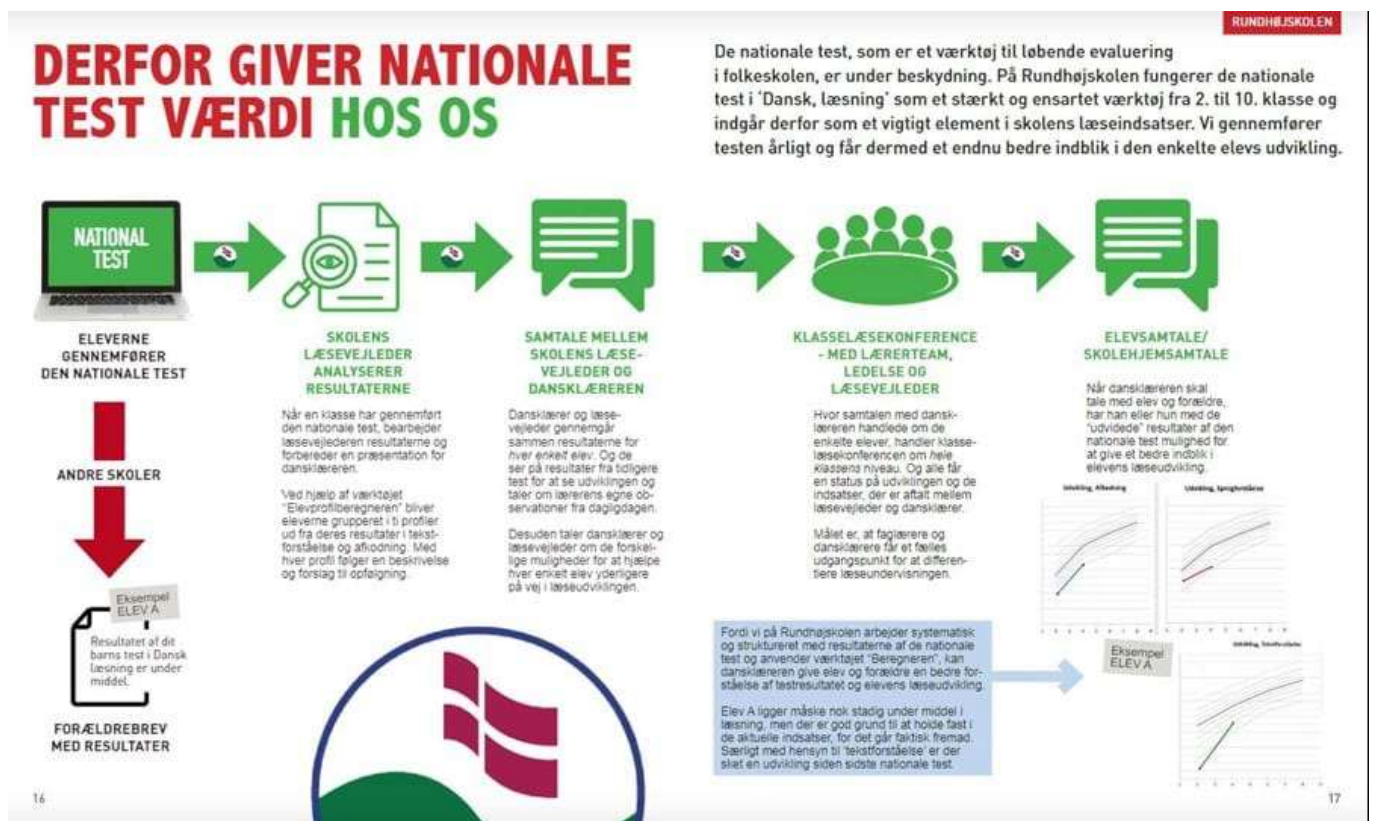 RUNDHØJSKOLEN
DERFOR GIVER NATIONALE
TEST VÆRDI HOS OS
De nationale test, som er et værktøj til løbende evaluering
i folkeskolen, er under beskydning. På Rundhøjskolen fungerer de nationale
test i 'Dansk, læsning' som et stærkt og ensartet værktøj fra 2. til 10. klasse og
indgår derfor som et vigtigt element i skolens læseindsatser. Vi gennemfører
testen årligt og får dermed et endnu bedre indblik i den enkelte elevs udvikling.
NATIONAL
TEST
ELEVERNE
GENNEMFØRER
DEN NATIONALE TEST
ANDRE SKOLER
Eksempel
ELEV A
Resultatet af dit
barns test i Dansk
læsning er under
middel.
FORÆLDREBREV
MED RESULTATER
SKOLENS
LÆSEVEJLEDER
ANALYSERER
RESULTATERNE
Når en klasse har gennemført
den nationale test, bearbejder
læsevejlederen resultaterne og
forbereder en præsentation for
dansklæreren.
Ved hjælp af værktøjet
"Elevprofilberegneren" bliver
eleverne grupperet i ti profiler
ud fra deres resultater i tekst-
forståelse og afkodning. Med
hver profil følger en beskrivelse
og forslag til opfølgning.
SAMTALE MELLEM
SKOLENS LÆSE-
VEJLEDER OG
DANSKLÆREREN
Dansklærer og læse-
vejleder gennemgår
sammen resultaterne for
hver enkelt elev. Og de
ser på resultater fra tidligere
test for at se udviklingen og
taler om lærerens egne ob-
servationer fra dagligdagen.
Desuden taler dansklærer og
læsevejleder om de forskel-
lige muligheder for at hjælpe
hver enkelt elev yderligere
på vej i læseudviklingen.
KLASSELÆSEKONFERENCE
- MED LÆRERTEAM,
LEDELSE OG
LÆSEVEJLEDER
Hvor samtalen med dansk-
læreren handlede om de
enkelte elever, handler klasse-
læsekonferencen om hele
klassens niveau. Og alle får
en status på udviklingen og de
indsatser, der er aftalt mellem
læsevejleder og dansklærer.
Målet er, at faglærere og
dansklærere får et fælles
udgangspunkt for at differen-
tiere læseundervisningen.
ELEVSAMTALE/
SKOLEHJEMSAMTALE
Når dansklæreren skal
tale med elev og forældre,
har han eller hun med de
"udvidede" resultater af den
nationale test mulighed for
at give et bedre indblik i
elevens læseudvikling.
Udvikling, Afkodning
Udvikling, Sprogforståelse
Fordi vi på Rundhøjskolen arbejder systematisk
og struktureret med resultaterne af de nationale
test og anvender værktøjet "Beregneren", kan
dansklæreren give elev og forældre en bedre for-
ståelse af testresultatet og elevens læseudvikling.
Elev A ligger måske nok stadig under middel i
læsning, men der er god grund til at holde fast i
de aktuelle indsatser, for det går faktisk fremad.
Særligt med hensyn til 'tekstforståelse' er der
sket en udvikling siden sidste nationale test.
Eksempel
ELEV A
Udvikling, Tekstforståelse
16
17